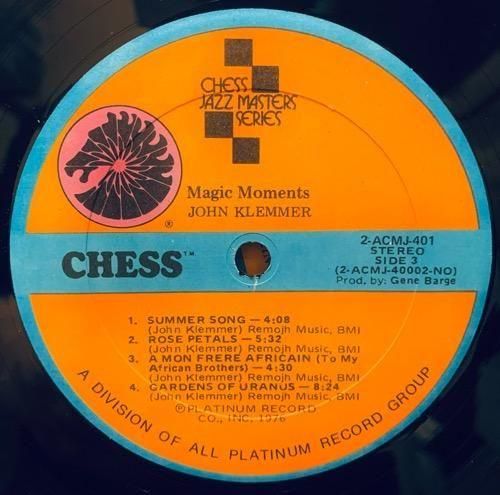 CHESS
JAZZ MASTERS
SERIES
®
Magic Moments
JOHN KLEMMER
CHESS™
2-ACMJ-401
STEREO
SIDE 3
(2-ACMJ-40002-NO)
Prod. by: Gene Barge
1. SUMMER SONG — 4:08
(John Klemmer) Remojh Music, BMI
2. ROSE PETALS — 5:32
(John Klemmer) Remojh Music, BMI
3. A MON FRERE AFRICAIN (To My
African Brothers) — 4:30
(John Klemmer) Remojh Music, BMI
4. GARDENS OF URANUS — 8:24
(John Klemmer) Remojh Music, BMI
℗PLATINUM RECORD
CO., INC. 1976
A DIVISION OF ALL PLATINUM RECORD GROUP